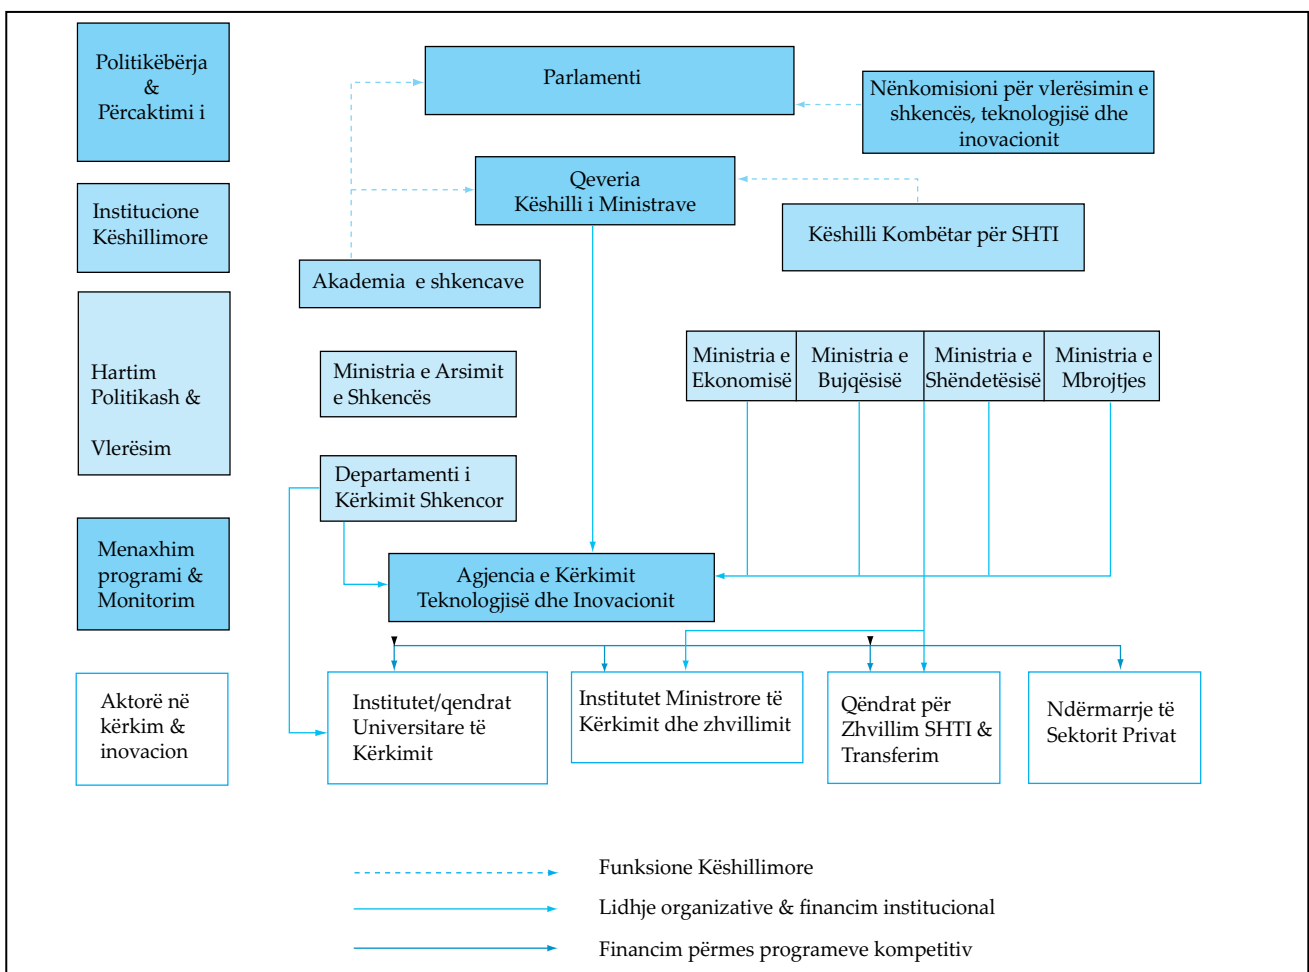 Politikëbërja
&
Përcaktimi i
Parlamenti
Nënkomisioni për vlerësimin e
shkencës, teknologjisë dhe
inovacionit
Institucione
Këshillimore
Qeveria
Këshilli i Ministrave
Këshilli Kombëtar për SHTI
Akademia e shkencave
Hartim
Politikash &
Vlerësim
Ministria e Arsimit
e Shkencës
Ministria e
Ekonomisë
Ministria e
Bujqësisë
Ministria e
Shëndetësisë
Ministria e
Mbrojtjes
Departamenti i
Kërkimit Shkencor
Menaxhim
programi &
Monitorim
Agjencia e Kërkimit
Teknologjisë dhe Inovacionit
Aktorë në
kërkim &
inovacion
Institutet/qendrat
Universitare të
Kërkimit
Institutet Ministrore të
Kërkimit dhe zhvillimit
Qëndrat për
Zhvillim SHTI &
Transferim
Ndërmarrje të
Sektorit Privat
Funksione Këshillimore
Lidhje organizative & financim institucional
Financim përmes programeve kompetitiv